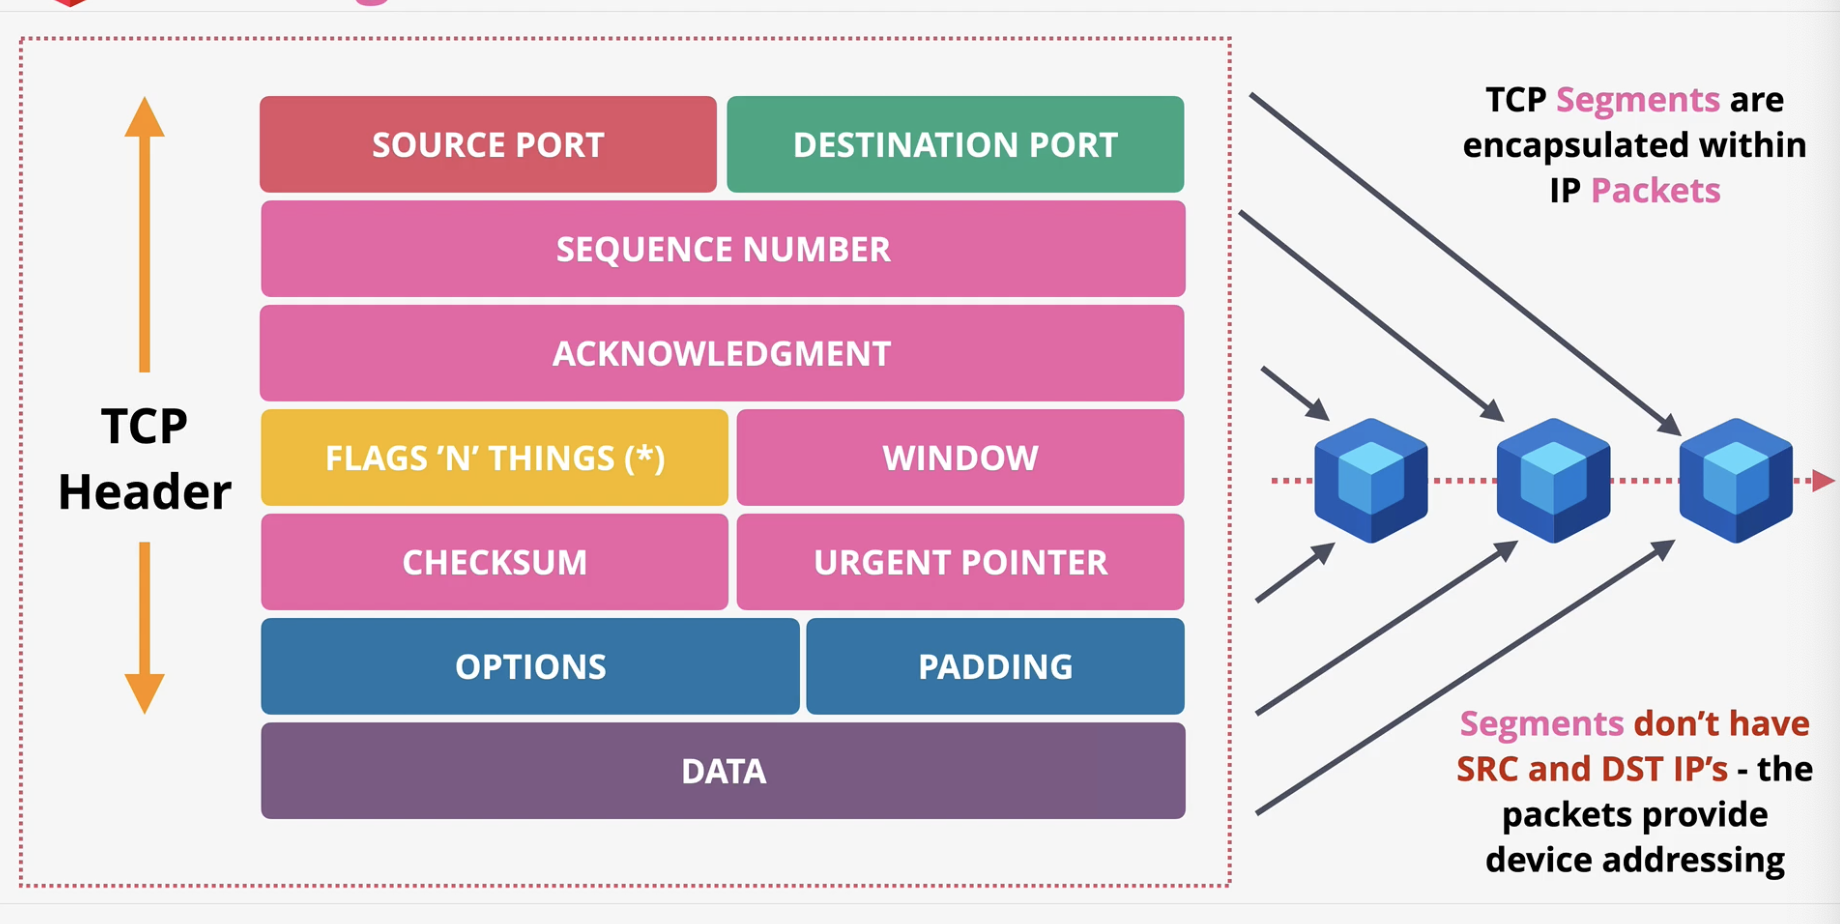 TCP Segments are
encapsulated within
IP Packets
SOURCE PORT
DESTINATION PORT
SEQUENCE NUMBER
ACKNOWLEDGMENT
TCP
Header
FLAGS ’N’ THINGS (*)
WINDOW
CHECKSUM
URGENT POINTER
OPTIONS
PADDING
DATA
Segments don’t have
SRC and DST IP’s - the
packets provide
device addressing